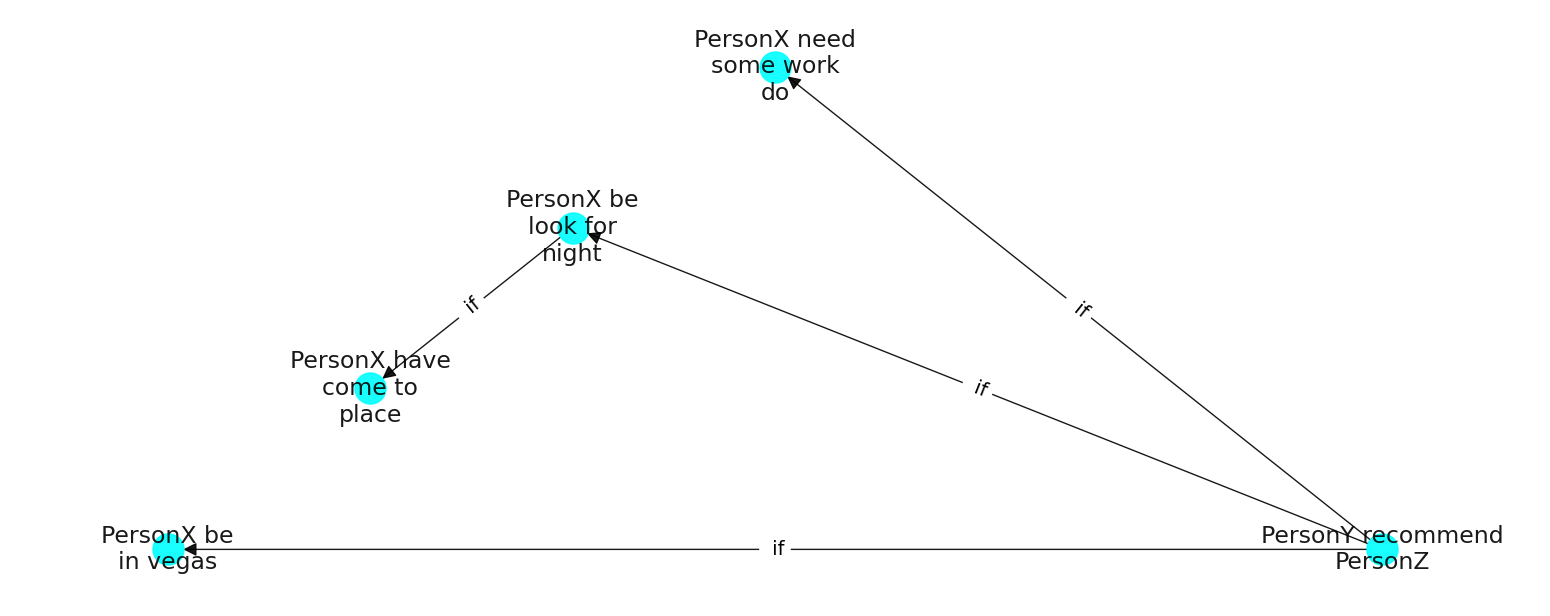 PersonX need
some work
do
PersonX be
look for
night
if
if
PersonX have
come to
place
if
PersonX be
in vegas
if
PersonY recommend
PersonZ